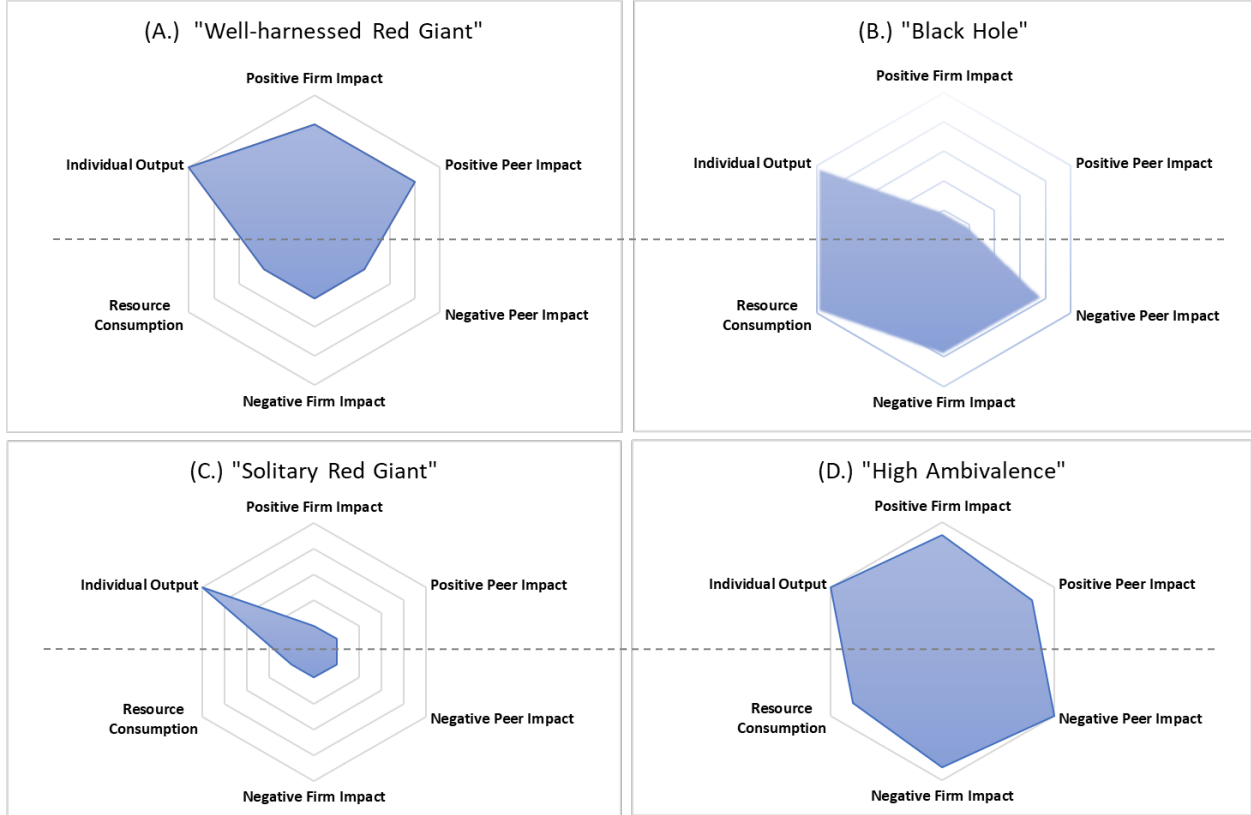 (A.) "Well-harnessed Red Giant"
Positive Firm Impact
Individual Output
Positive Peer Impact
Resource
Consumption
Negative Peer Impact
Negative Firm Impact
(B.) "Black Hole"
Positive Firm Impact
Individual Output
Positive Peer Impact
Resource
Consumption
Negative Peer Impact
Negative Firm Impact
(C.) "Solitary Red Giant"
Positive Firm Impact
Individual Output
Positive Peer Impact
Resource
Consumption
Negative Peer Impact
Negative Firm Impact
(D.) "High Ambivalence"
Positive Firm Impact
Individual Output
Positive Peer Impact
Resource
Consumption
Negative Peer Impact
Negative Firm Impact